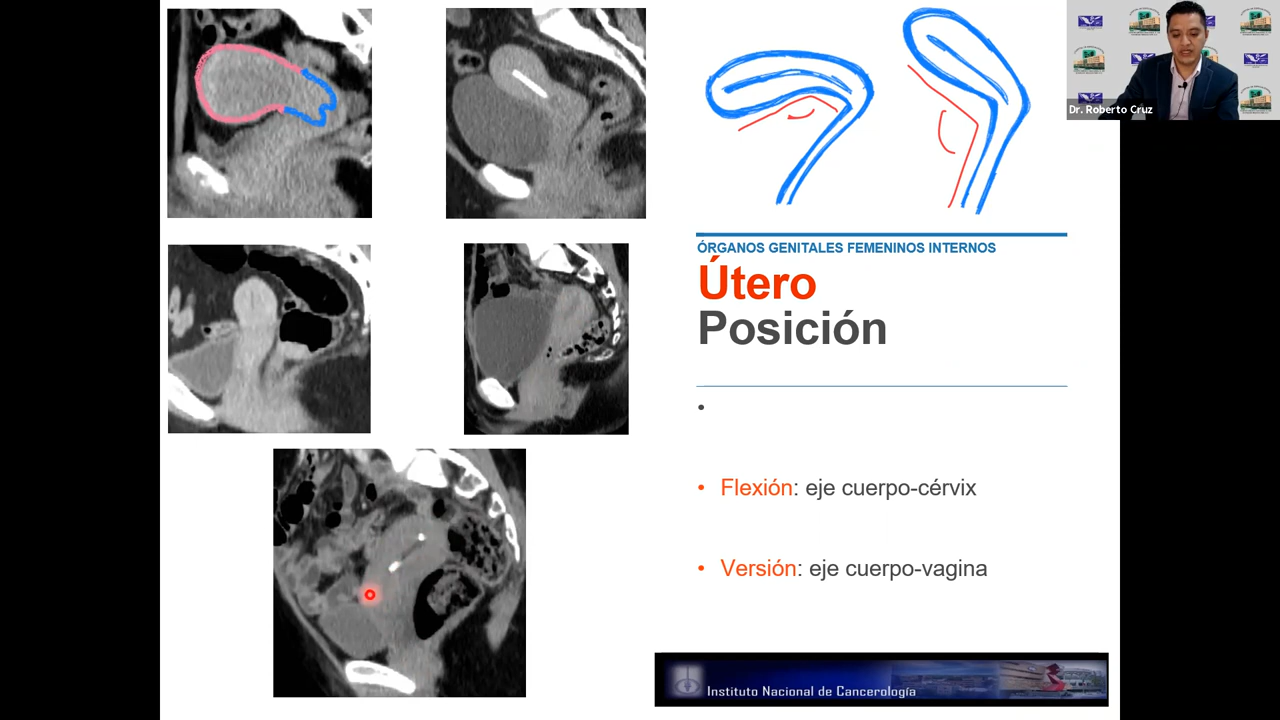 Dr. Roberto Cruz
ÓRGANOS GENITALES FEMENINOS INTERNOS
Útero
Posición
•
• Flexión: eje cuerpo-cérvix
• Versión: eje cuerpo-vagina
Instituto Nacional de Cancerología